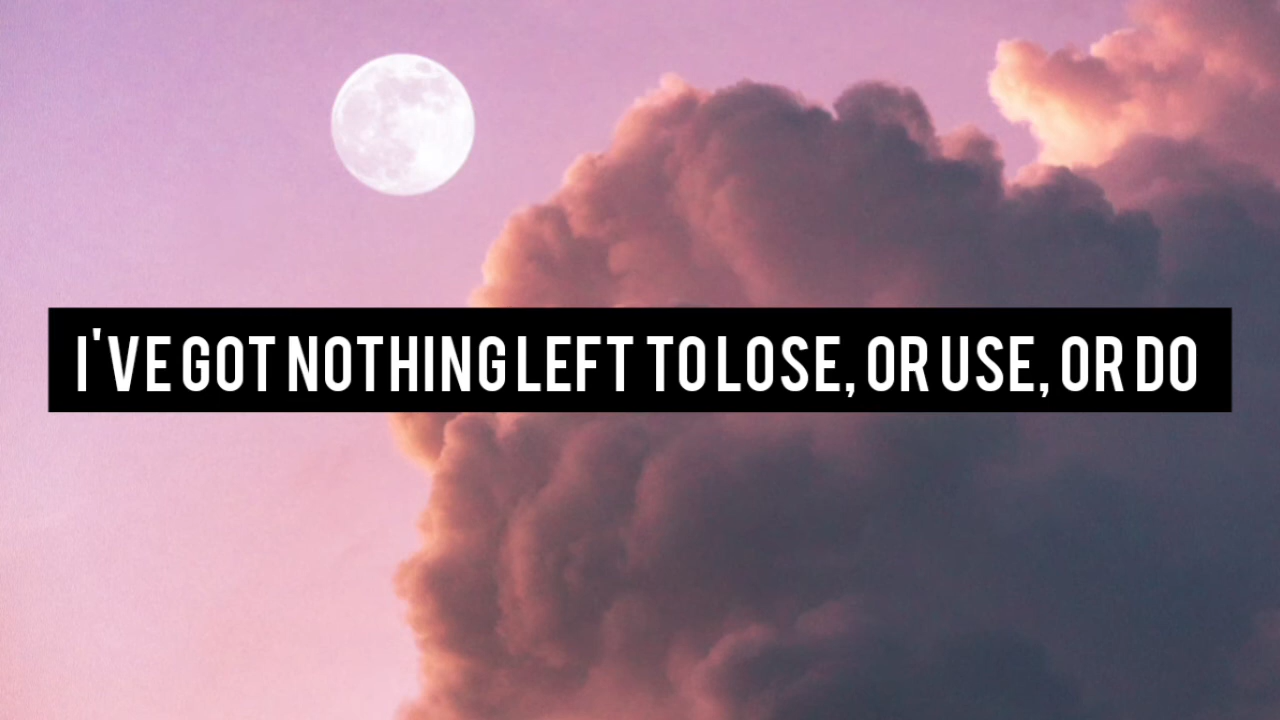 I'VE GOT NOTHING LEFT TO LOSE, OR USE, OR DO